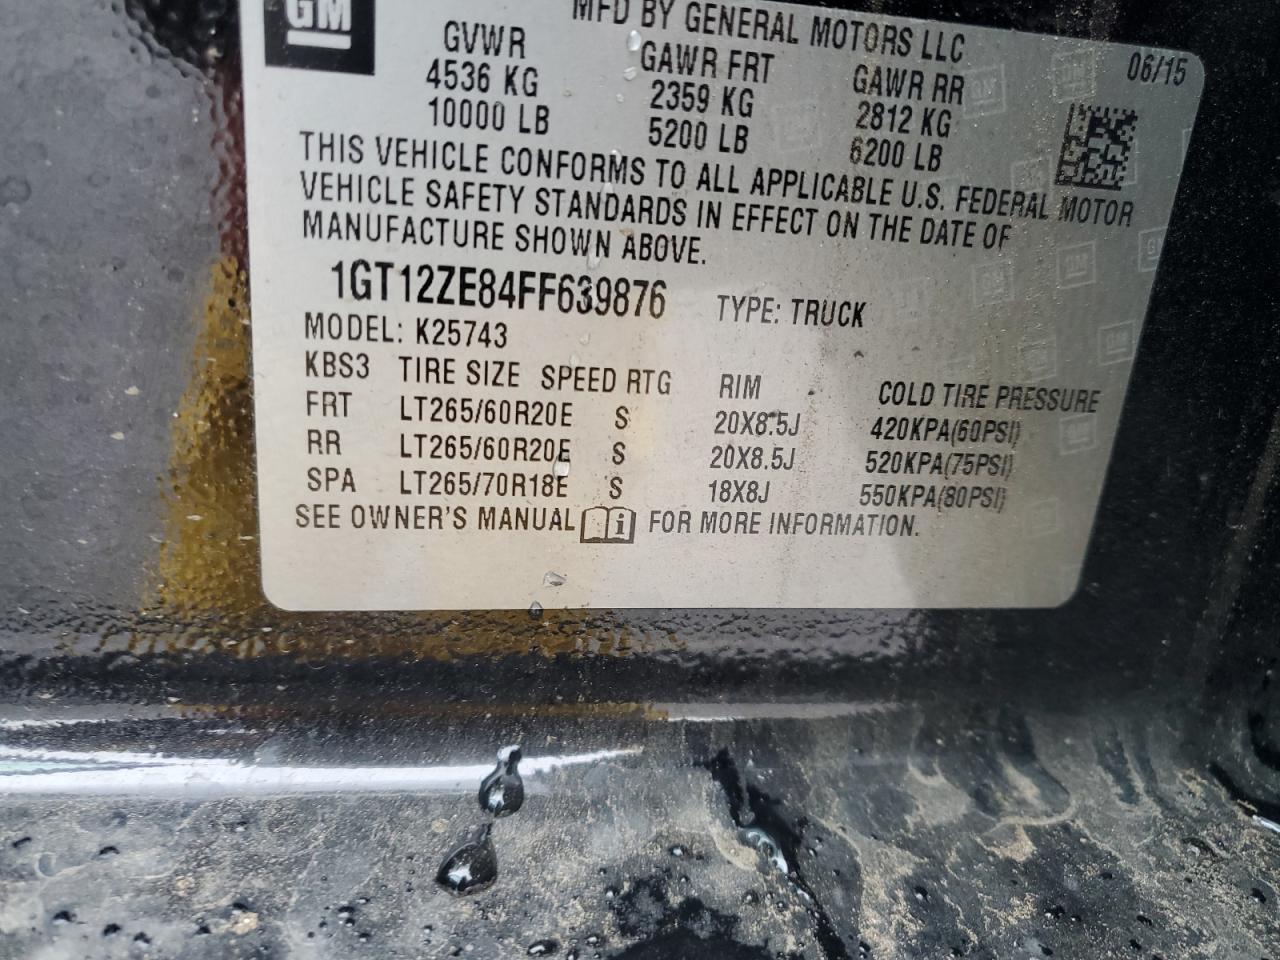 GM
MFD BY GENERAL MOTORS LLC
06/15
GVWR GAWR FRT GAWR RR
4536 KG 2359 KG 2812 KG
10000 LB 5200 LB 6200 LB
THIS VEHICLE CONFORMS TO ALL APPLICABLE U.S. FEDERAL MOTOR
VEHICLE SAFETY STANDARDS IN EFFECT ON THE DATE OF
MANUFACTURE SHOWN ABOVE.
1GT12ZE84FF639876 TYPE: TRUCK
MODEL: K25743
KBS3 TIRE SIZE SPEED RTG RIM COLD TIRE PRESSURE
FRT LT265/60R20E S 20X8.5J 420KPA(60PSI)
RR LT265/60R20E S 20X8.5J 520KPA(75PSI)
SPA LT265/70R18E S 18X8J 550KPA(80PSI)
SEE OWNER'S MANUAL FOR MORE INFORMATION.